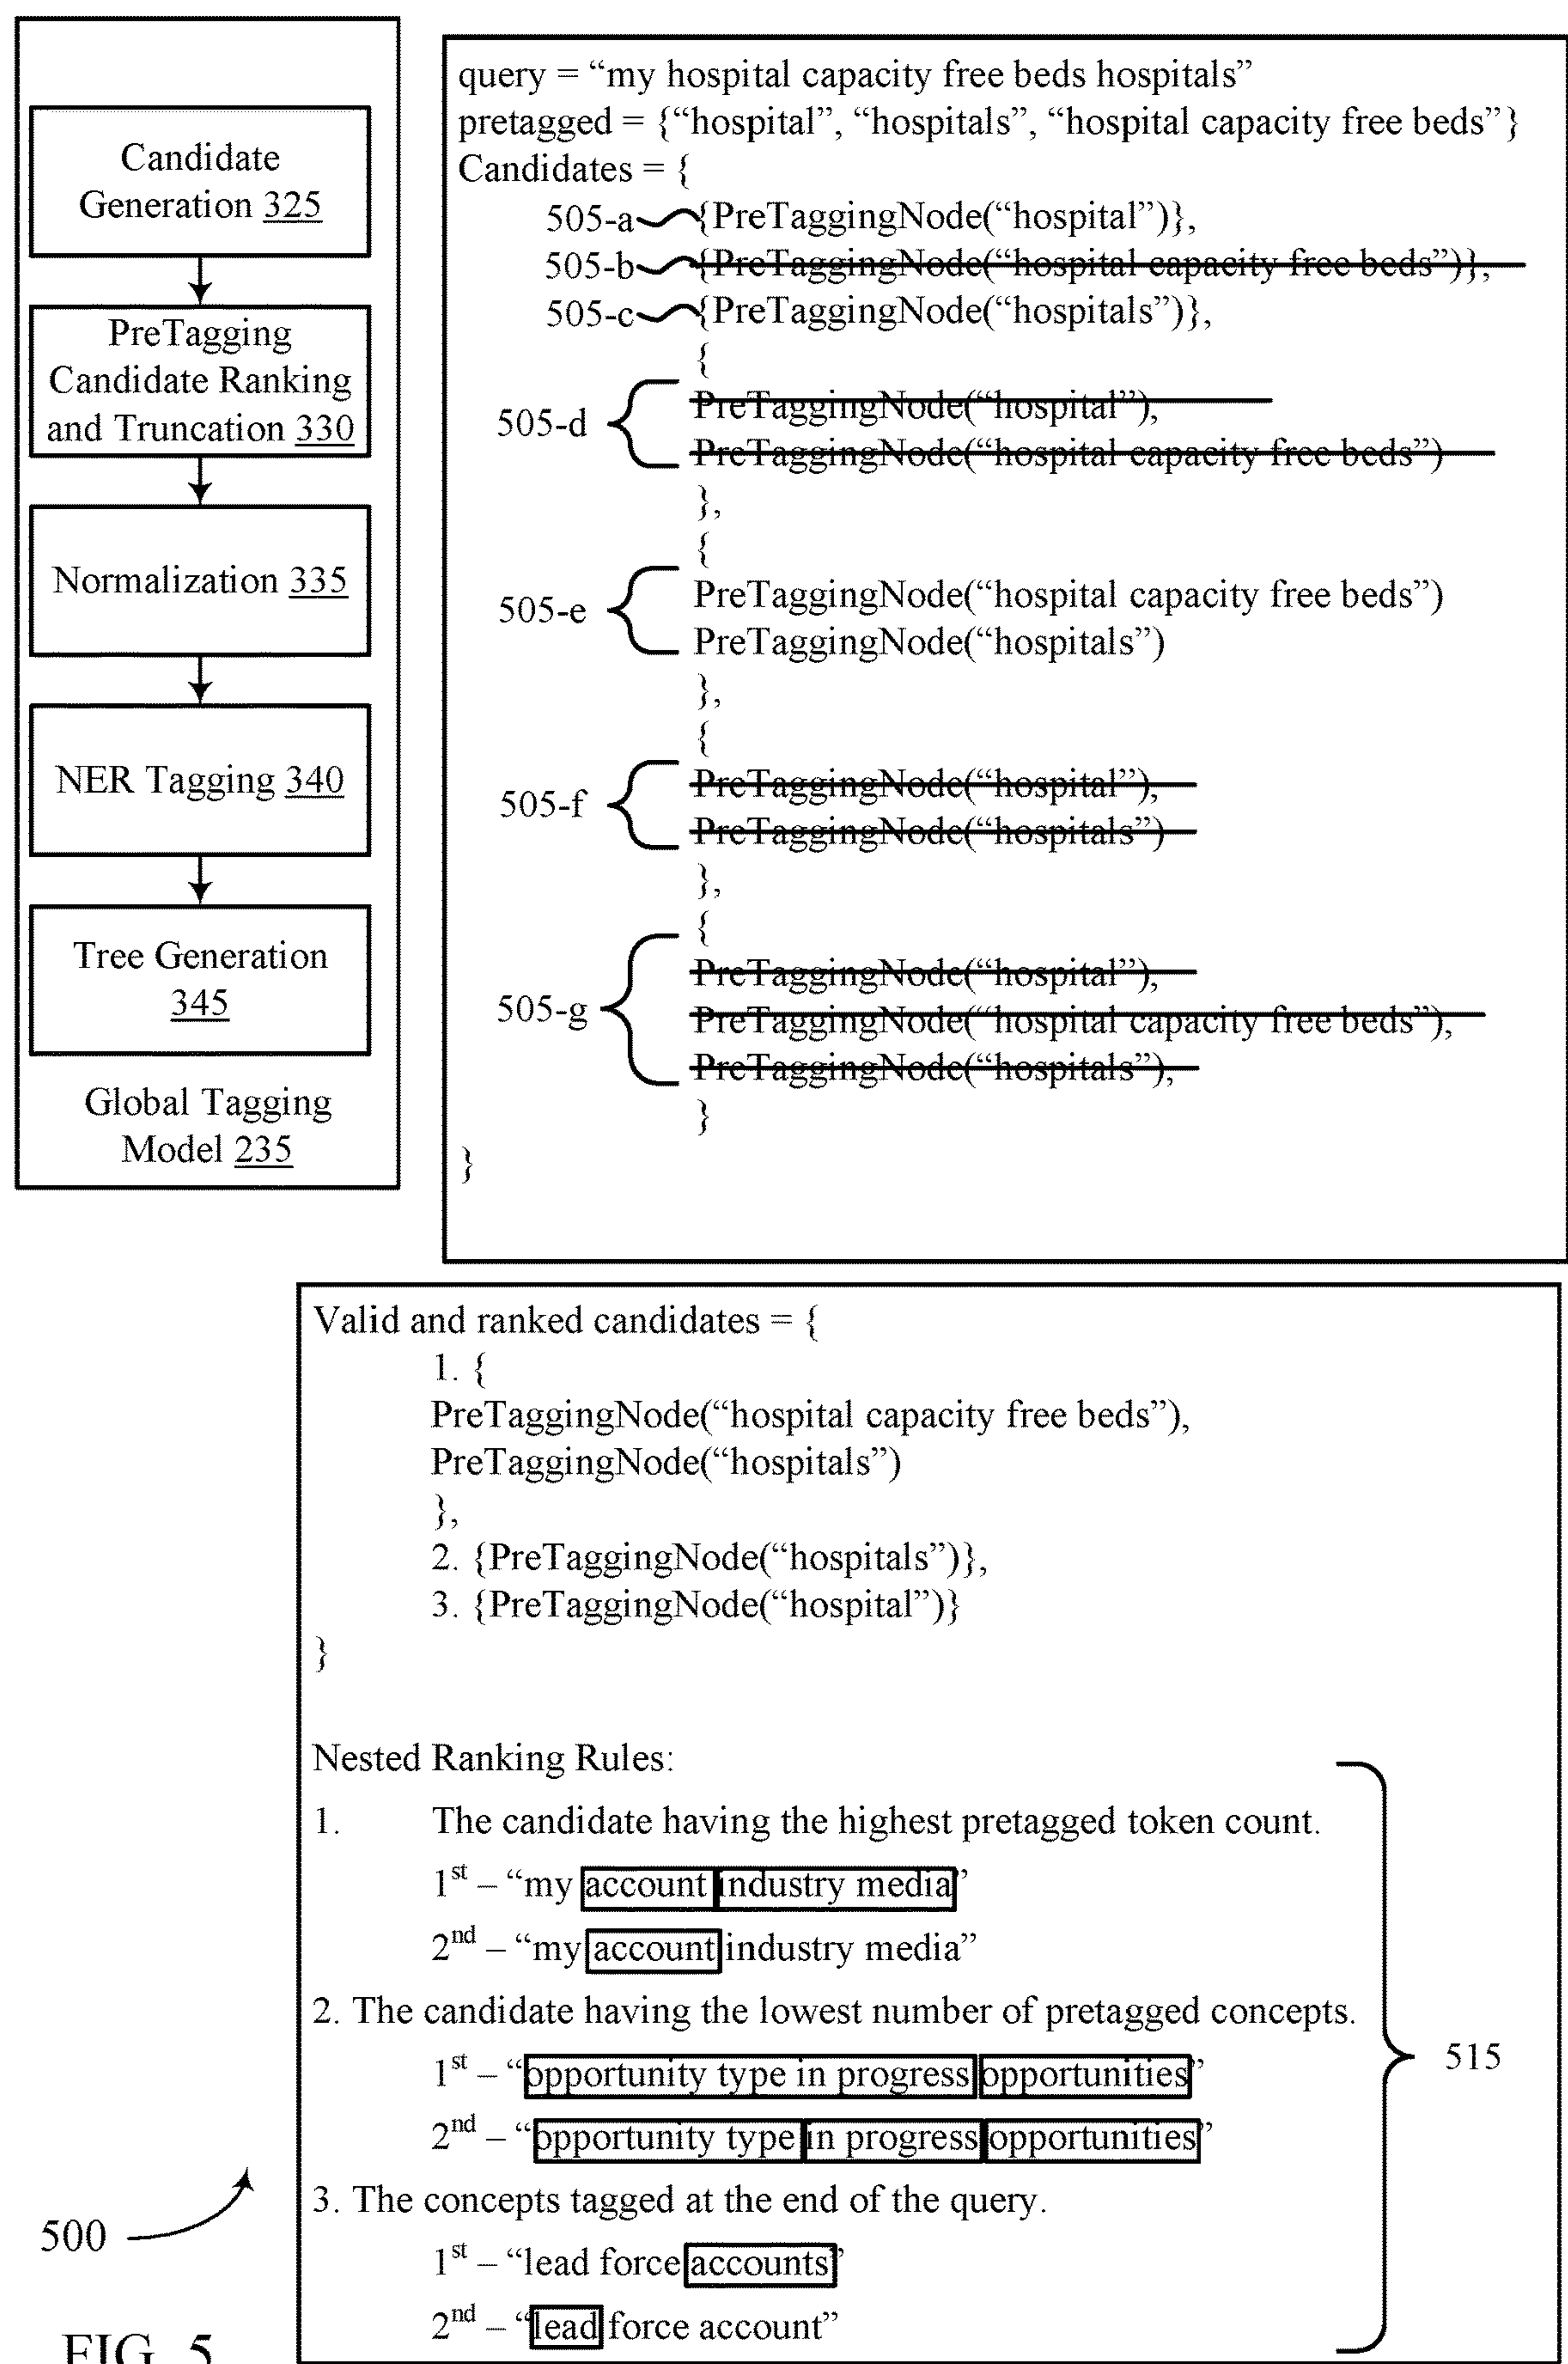 Candidate
Generation 325
PreTagging
Candidate Ranking
and Truncation 330
Normalization 335
NER Tagging 340
Tree Generation
345
Global Tagging
Model 235
query = “my hospital capacity free beds hospitals”
pretagged = {“hospital”, “hospitals”, “hospital capacity free beds”}
Candidates = {
505-a {PreTaggingNode(“hospital”)},
505-b {PreTaggingNode(“hospital capacity free beds”)},
505-c {PreTaggingNode(“hospitals”)},
{
505-d
PreTaggingNode(“hospital”),
PreTaggingNode(“hospital capacity free beds”)
},
{
505-e
PreTaggingNode(“hospital capacity free beds”)
PreTaggingNode(“hospitals”)
},
{
505-f
PreTaggingNode(“hospital”),
PreTaggingNode(“hospitals”)
},
{
505-g
PreTaggingNode(“hospital”),
PreTaggingNode(“hospital capacity free beds”),
PreTaggingNode(“hospitals”),
}
}
Valid and ranked candidates = {
1. {
PreTaggingNode(“hospital capacity free beds”),
PreTaggingNode(“hospitals”)
},
2. {PreTaggingNode(“hospitals”)},
3. {PreTaggingNode(“hospital”)}
}
Nested Ranking Rules:
1. The candidate having the highest pretagged token count.
1st – “my account industry media”
2nd – “my account industry media”
2. The candidate having the lowest number of pretagged concepts.
1st – “opportunity type in progress opportunities”
2nd – “opportunity type in progress opportunities”
3. The concepts tagged at the end of the query.
1st – “lead force accounts”
2nd – “lead force account”
515
500
FIG. 5